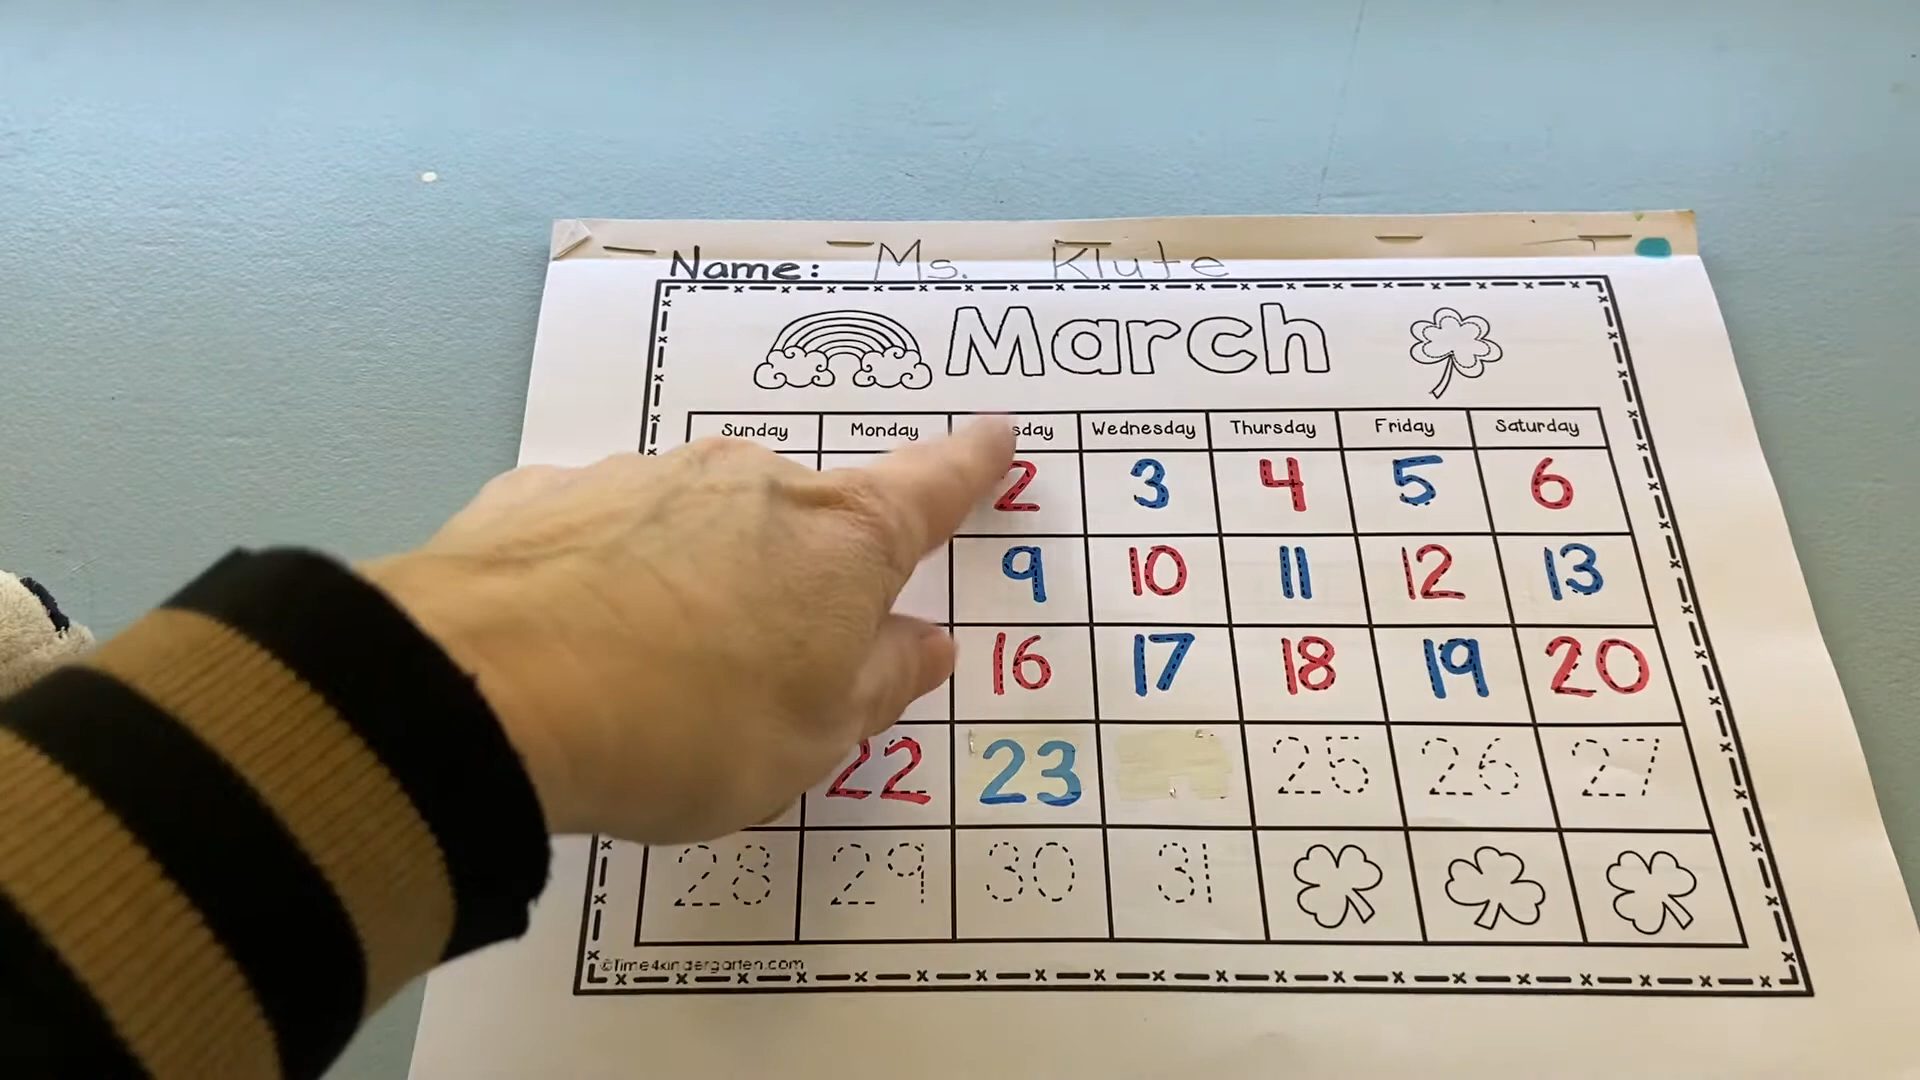 Name: Ms. Klute
March
Sunday Monday Wednesday Thursday Friday Saturday
2 3 4 5 6
9 10 11 12 13
16 17 18 19 20
22 23 25 26 27
28 29 30 31
©Time4kindergarten.com